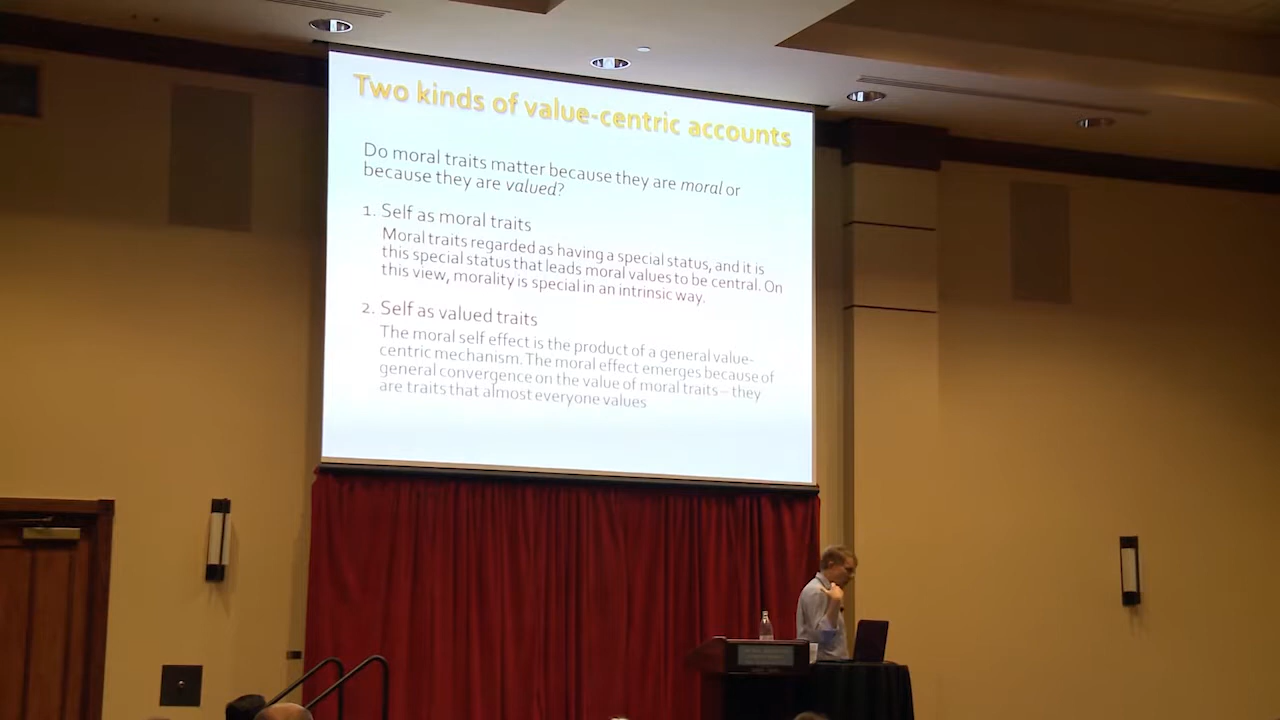 Two kinds of value-centric accounts
Do moral traits matter because they are moral or
because they are valued?
1. Self as moral traits
Moral traits regarded as having a special status, and it is
this special status that leads moral values to be central. On
this view, morality is special in an intrinsic way.
2. Self as valued traits
The moral self effect is the product of a general value-
centric mechanism. The moral effect emerges because of
general convergence on the value of moral traits – they
are traits that almost everyone values